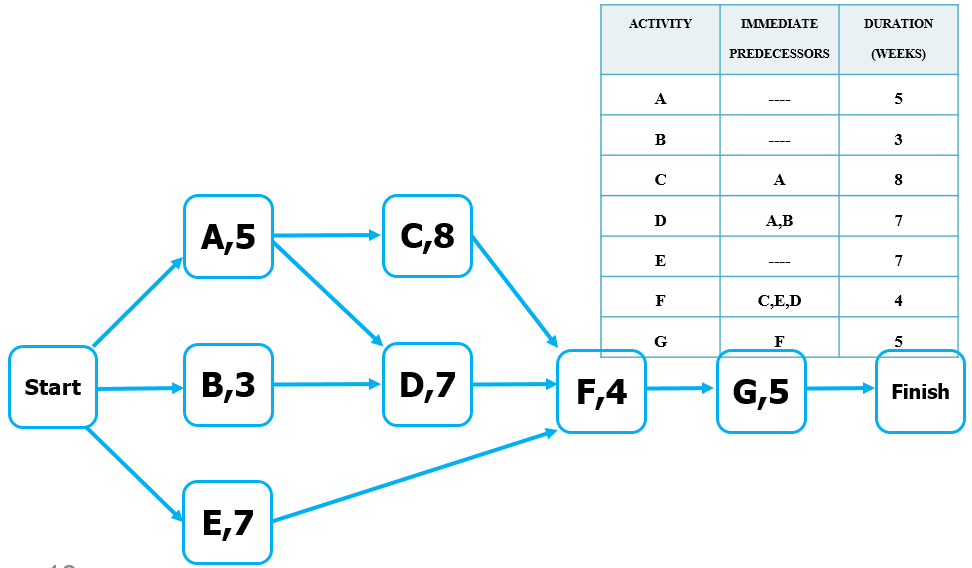 ACTIVITY IMMEDIATE PREDECESSORS DURATION (WEEKS)
A ---- 5
B ---- 3
C A 8
D A,B 7
E ---- 7
F C,E,D 4
G F 5
A,5 C,8
Start B,3 D,7 F,4 G,5 Finish
E,7